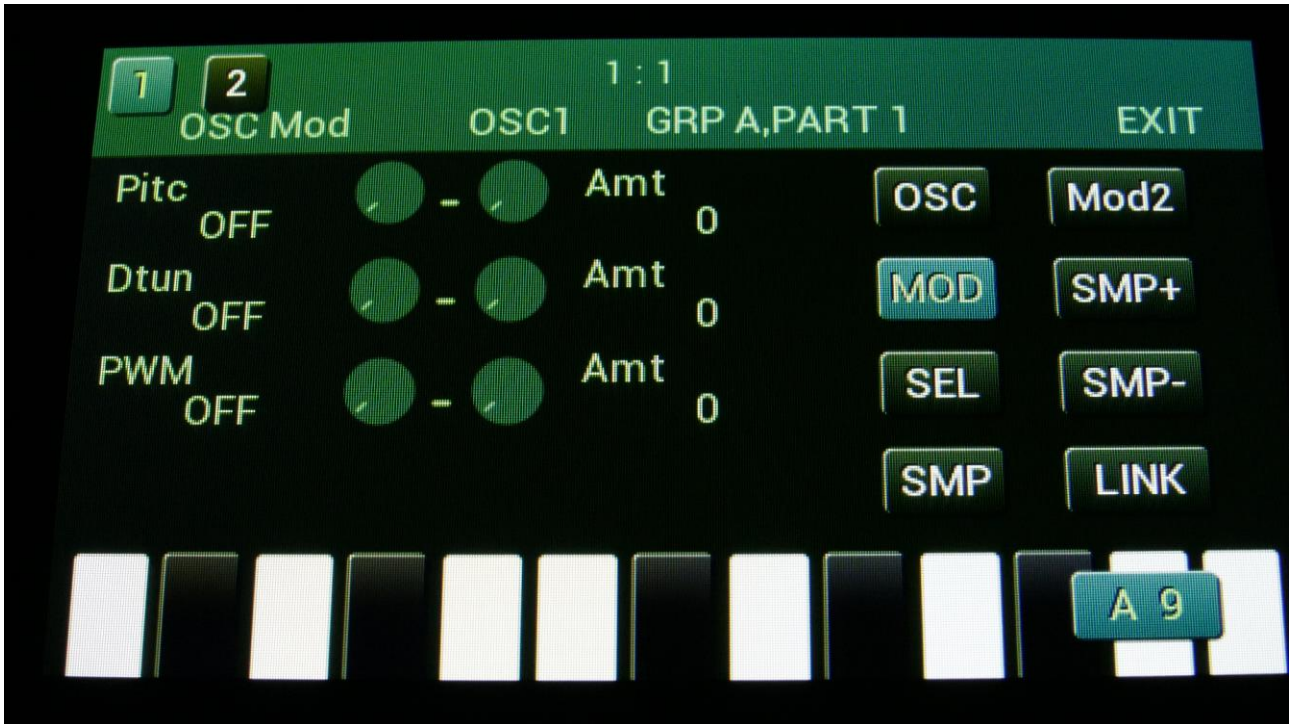 1 2 1 : 1
OSC Mod OSC1 GRP A,PART 1 EXIT
Pitc Amt OSC Mod2
OFF 0
Dtun Amt MOD SMP+
OFF 0
PWM Amt SEL SMP-
OFF 0
SMP LINK
A 9